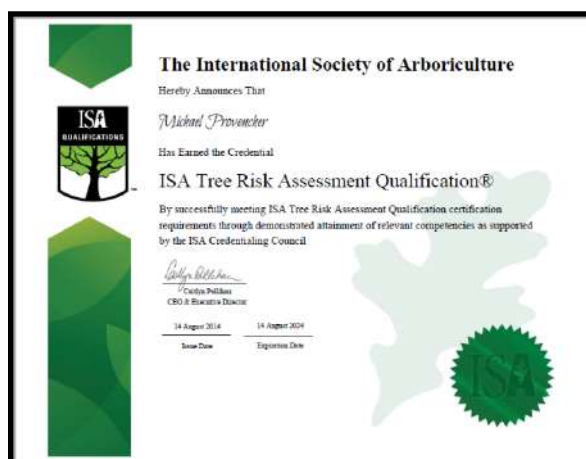 The International Society of Arboriculture
Hereby Announces That
Michael Provencher
Has Earned the Credential
ISA
QUALIFICATIONS
™
ISA Tree Risk Assessment Qualification®
By successfully meeting ISA Tree Risk Assessment Qualification certification
requirements through demonstrated attainment of relevant competencies as supported
by the ISA Credentialing Council
Caitlyn Pollihan
Caitlyn Pollihan
CEO & Executive Director
14 August 2014 14 August 2024
Issue Date Expiration Date
ISA